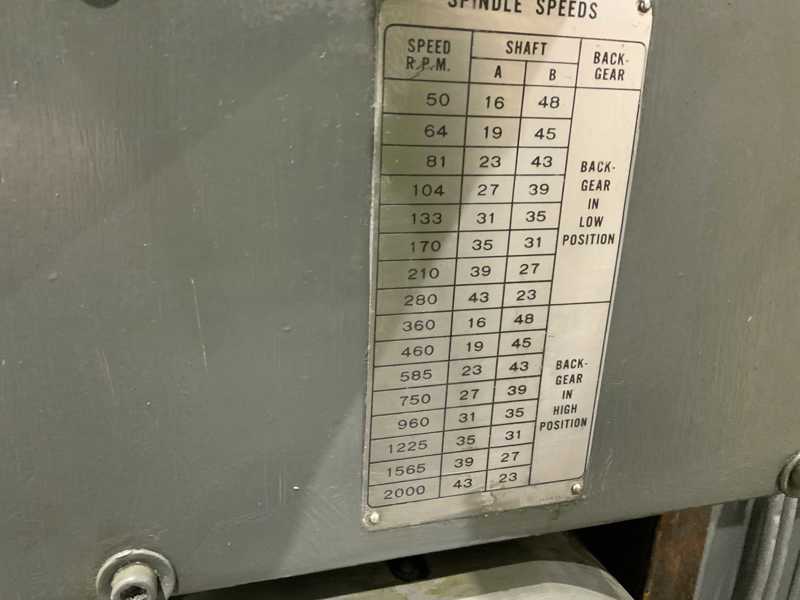 SPINDLE SPEEDS
SPEED R.P.M. SHAFT BACK-GEAR
A B
50 16 48
64 19 45
81 23 43
104 27 39
133 31 35
170 35 31
210 39 27
280 43 23
BACK-
GEAR
IN
LOW
POSITION
360 16 48
460 19 45
585 23 43
750 27 39
960 31 35
1225 35 31
1565 39 27
2000 43 23
BACK-
GEAR
IN
HIGH
POSITION